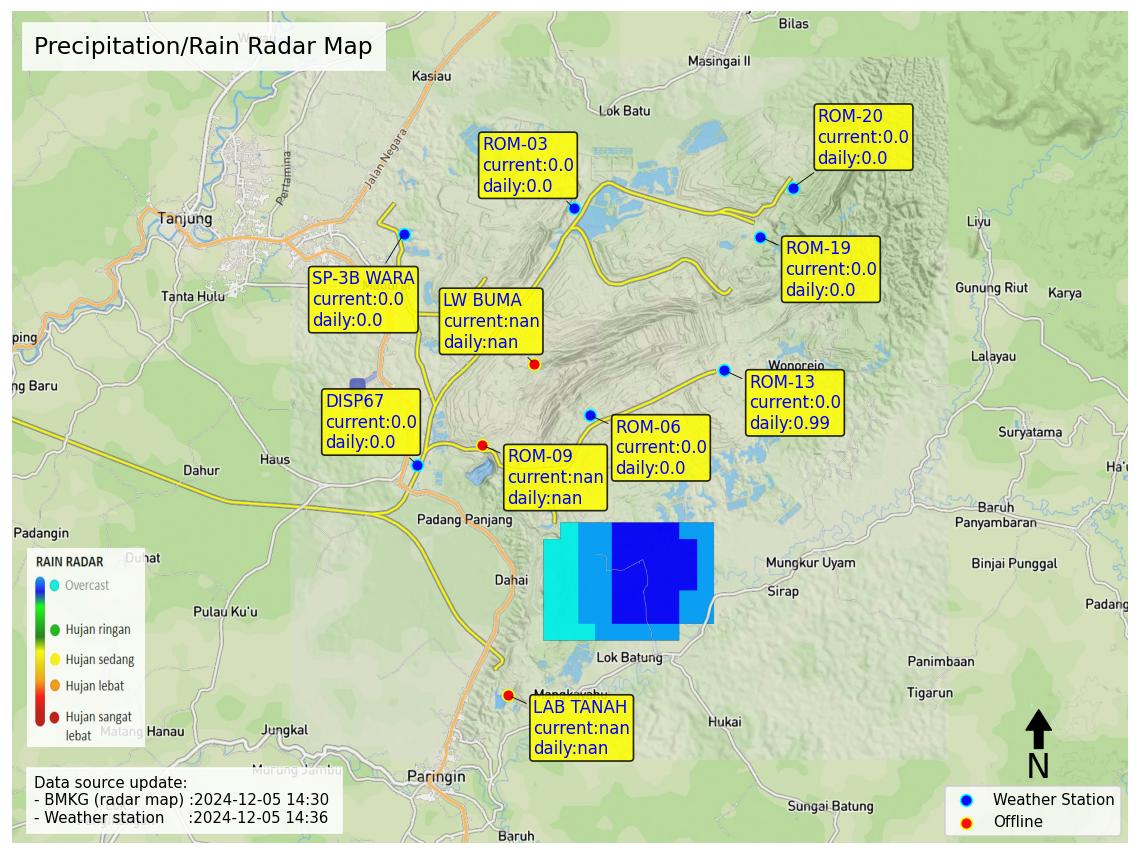 Precipitation/Rain Radar Map
Bilas
Masingai II
Kasiau
Lok Batu
Jalan Negara
Pertamina
ROM-20
current:0.0
daily:0.0
ROM-03
current:0.0
daily:0.0
Tanjung
Liyu
ROM-19
current:0.0
daily:0.0
SP-3B WARA
current:0.0
daily:0.0
Tanta Hulu
LW BUMA
current:nan
daily:nan
Gunung Riut
Karya
ping
Lalayau
Wonorejo
ng Baru
ROM-13
current:0.0
daily:0.99
DISP67
current:0.0
daily:0.0
ROM-06
current:0.0
daily:0.0
Suryatama
Haus
Dahur
ROM-09
current:nan
daily:nan
Ha'u
Baruh
Panyambaran
Padang Panjang
Padangin
Duhat
Mungkur Uyam
Binjai Punggal
Dahai
Sirap
Padang
Pulau Ku'u
RAIN RADAR
Overcast
Hujan ringan
Hujan sedang
Hujan lebat
Hujan sangat
lebat
Lok Batung
Panimbaan
Tigarun
Mangkayahu
LAB TANAH
current:nan
daily:nan
Hukai
Matang Hanau
Jungkal
Murung Jambu
Paringin
Sungai Batung
Baruh
Data source update:
- BMKG (radar map) :2024-12-05 14:30
- Weather station :2024-12-05 14:36
N
Weather Station
Offline